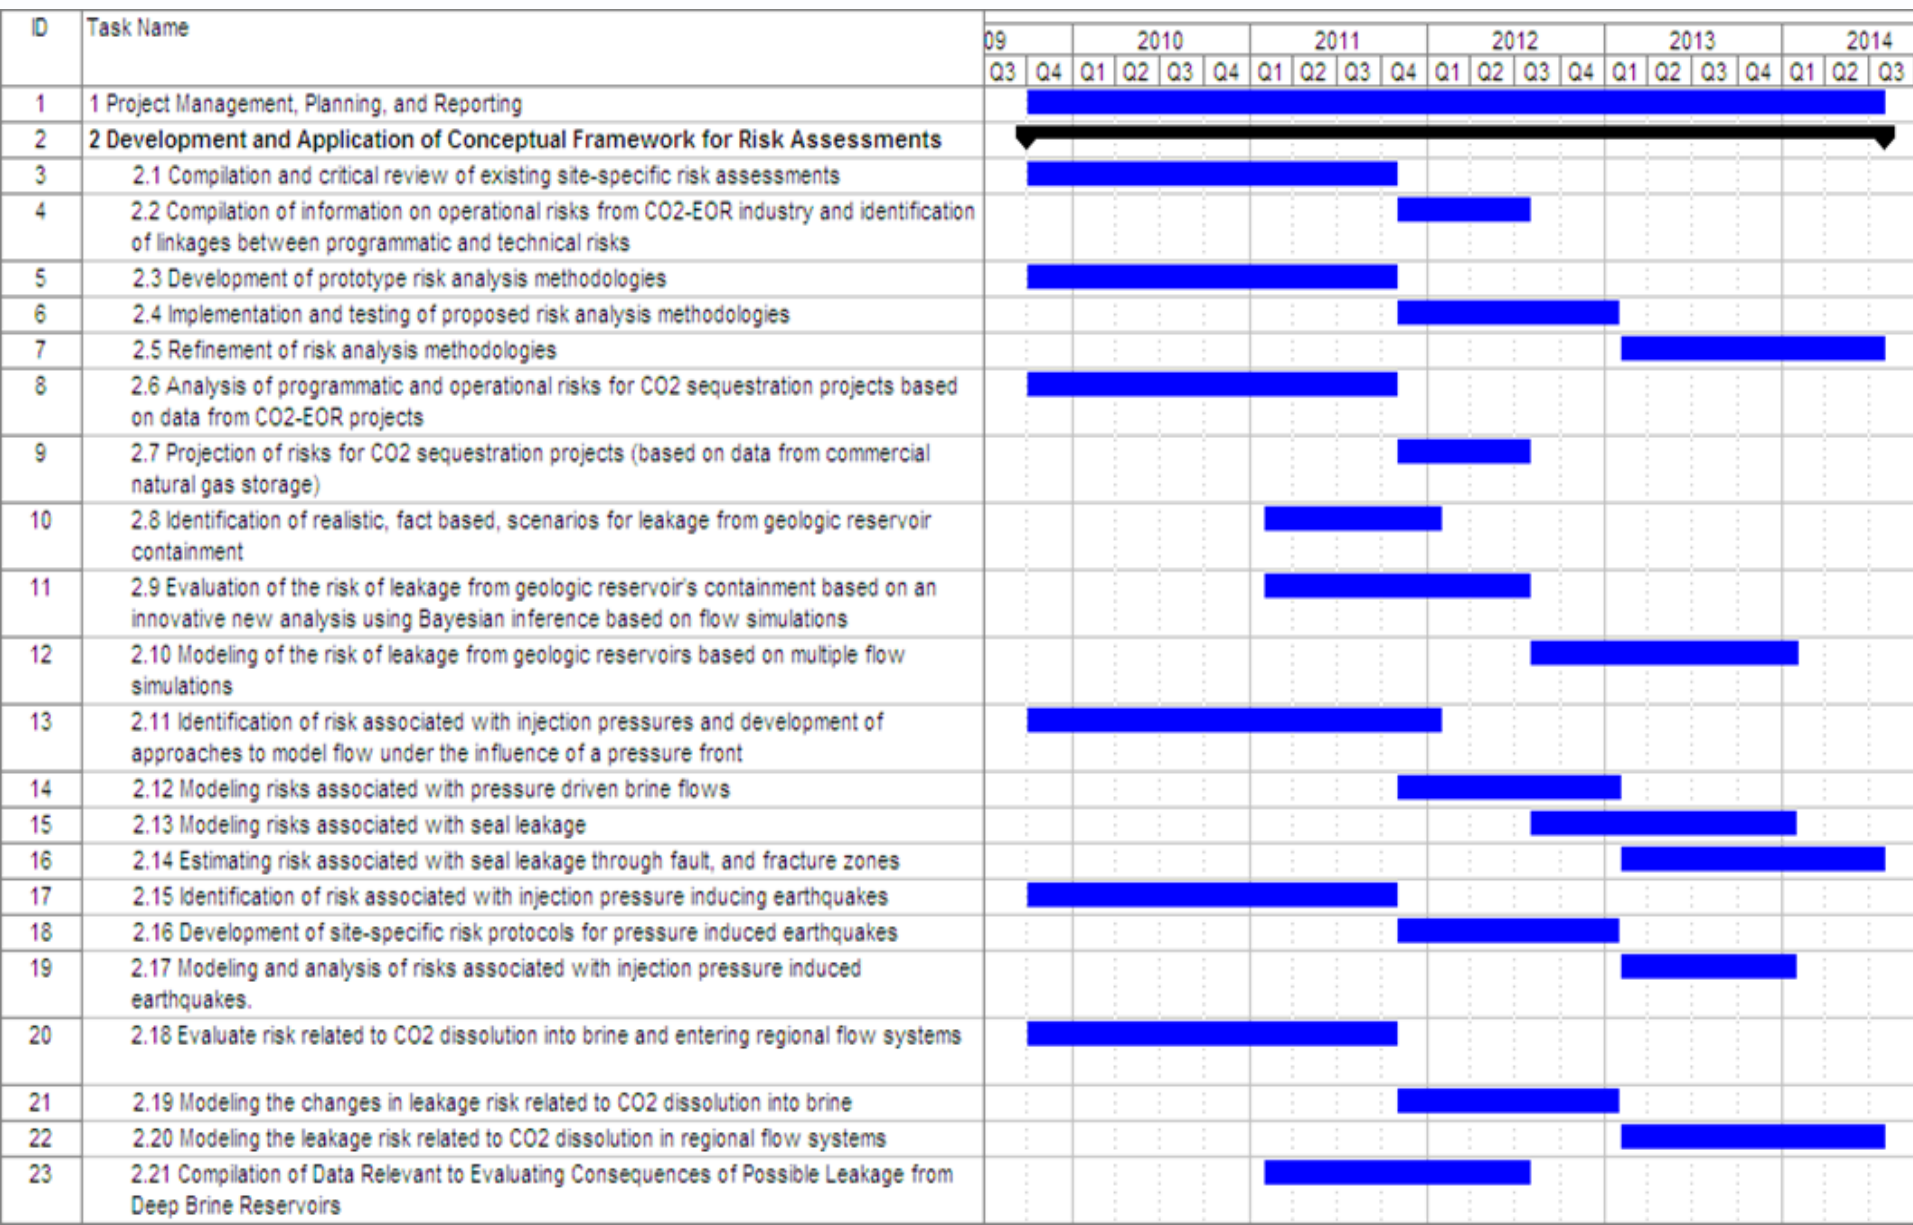 ID Task Name
09 2010 2011 2012 2013 2014
Q3 Q4 Q1 Q2 Q3 Q4 Q1 Q2 Q3 Q4 Q1 Q2 Q3 Q4 Q1 Q2 Q3 Q4 Q1 Q2 Q3
1 1 Project Management, Planning, and Reporting
2 2 Development and Application of Conceptual Framework for Risk Assessments
3 2.1 Compilation and critical review of existing site-specific risk assessments
4 2.2 Compilation of information on operational risks from CO2-EOR industry and identification
of linkages between programmatic and technical risks
5 2.3 Development of prototype risk analysis methodologies
6 2.4 Implementation and testing of proposed risk analysis methodologies
7 2.5 Refinement of risk analysis methodologies
8 2.6 Analysis of programmatic and operational risks for CO2 sequestration projects based
on data from CO2-EOR projects
9 2.7 Projection of risks for CO2 sequestration projects (based on data from commercial
natural gas storage)
10 2.8 Identification of realistic, fact based, scenarios for leakage from geologic reservoir
containment
11 2.9 Evaluation of the risk of leakage from geologic reservoir's containment based on an
innovative new analysis using Bayesian inference based on flow simulations
12 2.10 Modeling of the risk of leakage from geologic reservoirs based on multiple flow
simulations
13 2.11 Identification of risk associated with injection pressures and development of
approaches to model flow under the influence of a pressure front
14 2.12 Modeling risks associated with pressure driven brine flows
15 2.13 Modeling risks associated with seal leakage
16 2.14 Estimating risk associated with seal leakage through fault, and fracture zones
17 2.15 Identification of risk associated with injection pressure inducing earthquakes
18 2.16 Development of site-specific risk protocols for pressure induced earthquakes
19 2.17 Modeling and analysis of risks associated with injection pressure induced
earthquakes.
20 2.18 Evaluate risk related to CO2 dissolution into brine and entering regional flow systems
21 2.19 Modeling the changes in leakage risk related to CO2 dissolution into brine
22 2.20 Modeling the leakage risk related to CO2 dissolution in regional flow systems
23 2.21 Compilation of Data Relevant to Evaluating Consequences of Possible Leakage from
Deep Brine Reservoirs